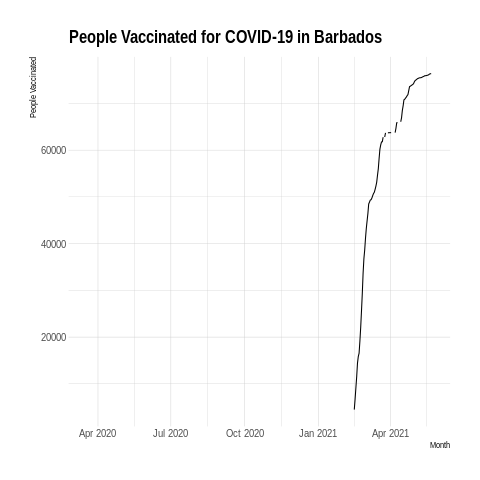 People Vaccinated for COVID-19 in Barbados
People Vaccinated
60000
40000
20000
Apr 2020 Jul 2020 Oct 2020 Jan 2021 Apr 2021
Month